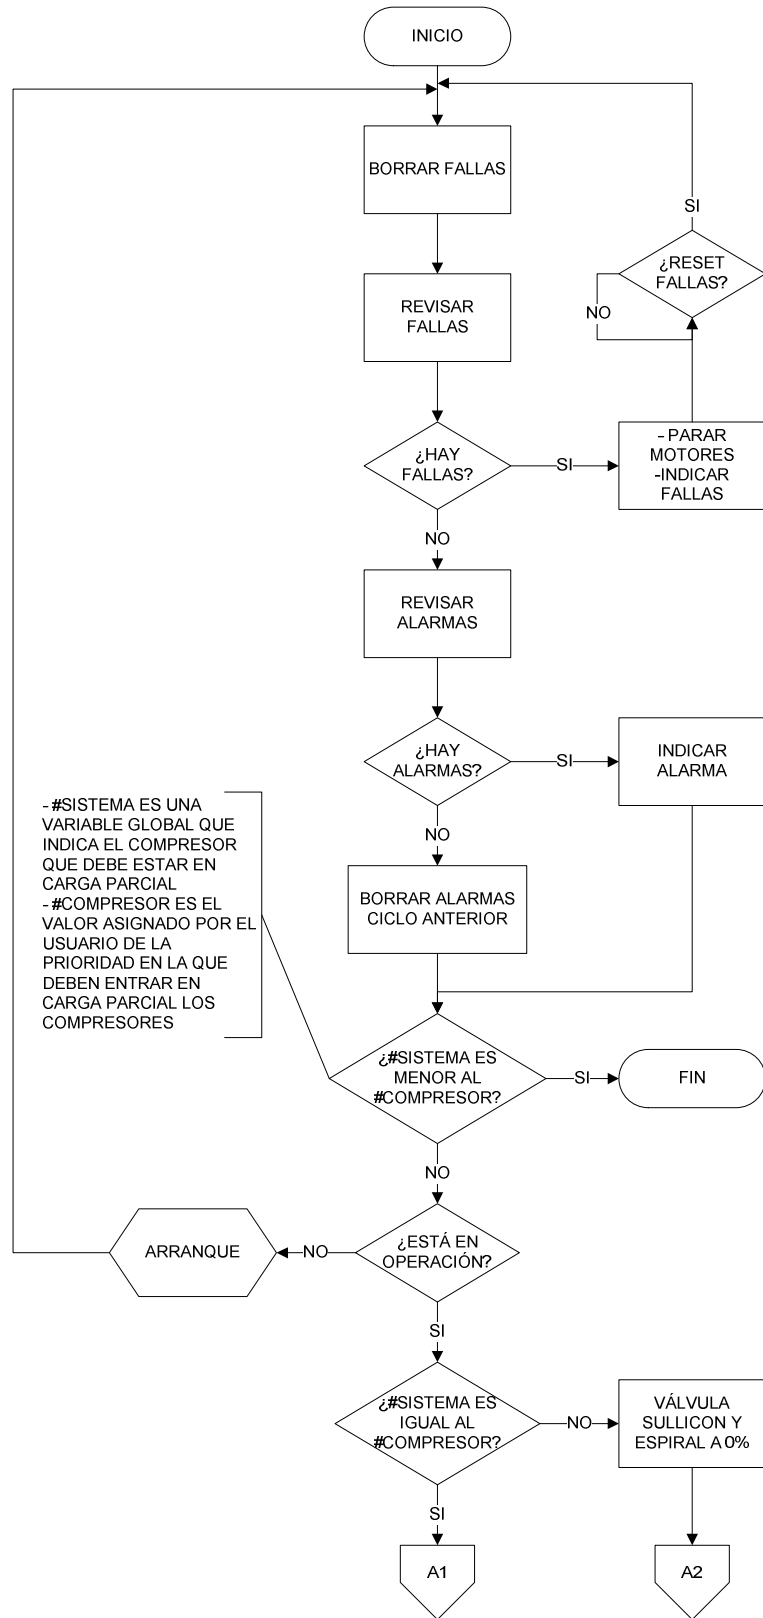 INICIO
BORRAR FALLAS
SI
¿RESET
FALLAS?
NO
REVISAR
FALLAS
¿HAY
FALLAS?
SI
- PARAR
MOTORES
-INDICAR
FALLAS
NO
REVISAR
ALARMAS
¿HAY
ALARMAS?
SI
INDICAR
ALARMA
NO
BORRAR ALARMAS
CICLO ANTERIOR
- #SISTEMA ES UNA
VARIABLE GLOBAL QUE
INDICA EL COMPRESOR
QUE DEBE ESTAR EN
CARGA PARCIAL
- #COMPRESOR ES EL
VALOR ASIGNADO POR EL
USUARIO DE LA
PRIORIDAD EN LA QUE
DEBEN ENTRAR EN
CARGA PARCIAL LOS
COMPRESORES
¿#SISTEMA ES
MENOR AL
#COMPRESOR?
SI
FIN
NO
¿ESTÁ EN
OPERACIÓN?
NO
ARRANQUE
SI
¿#SISTEMA ES
IGUAL AL
#COMPRESOR?
NO
VÁLVULA
SULLICON Y
ESPIRAL A 0%
SI
A1
A2